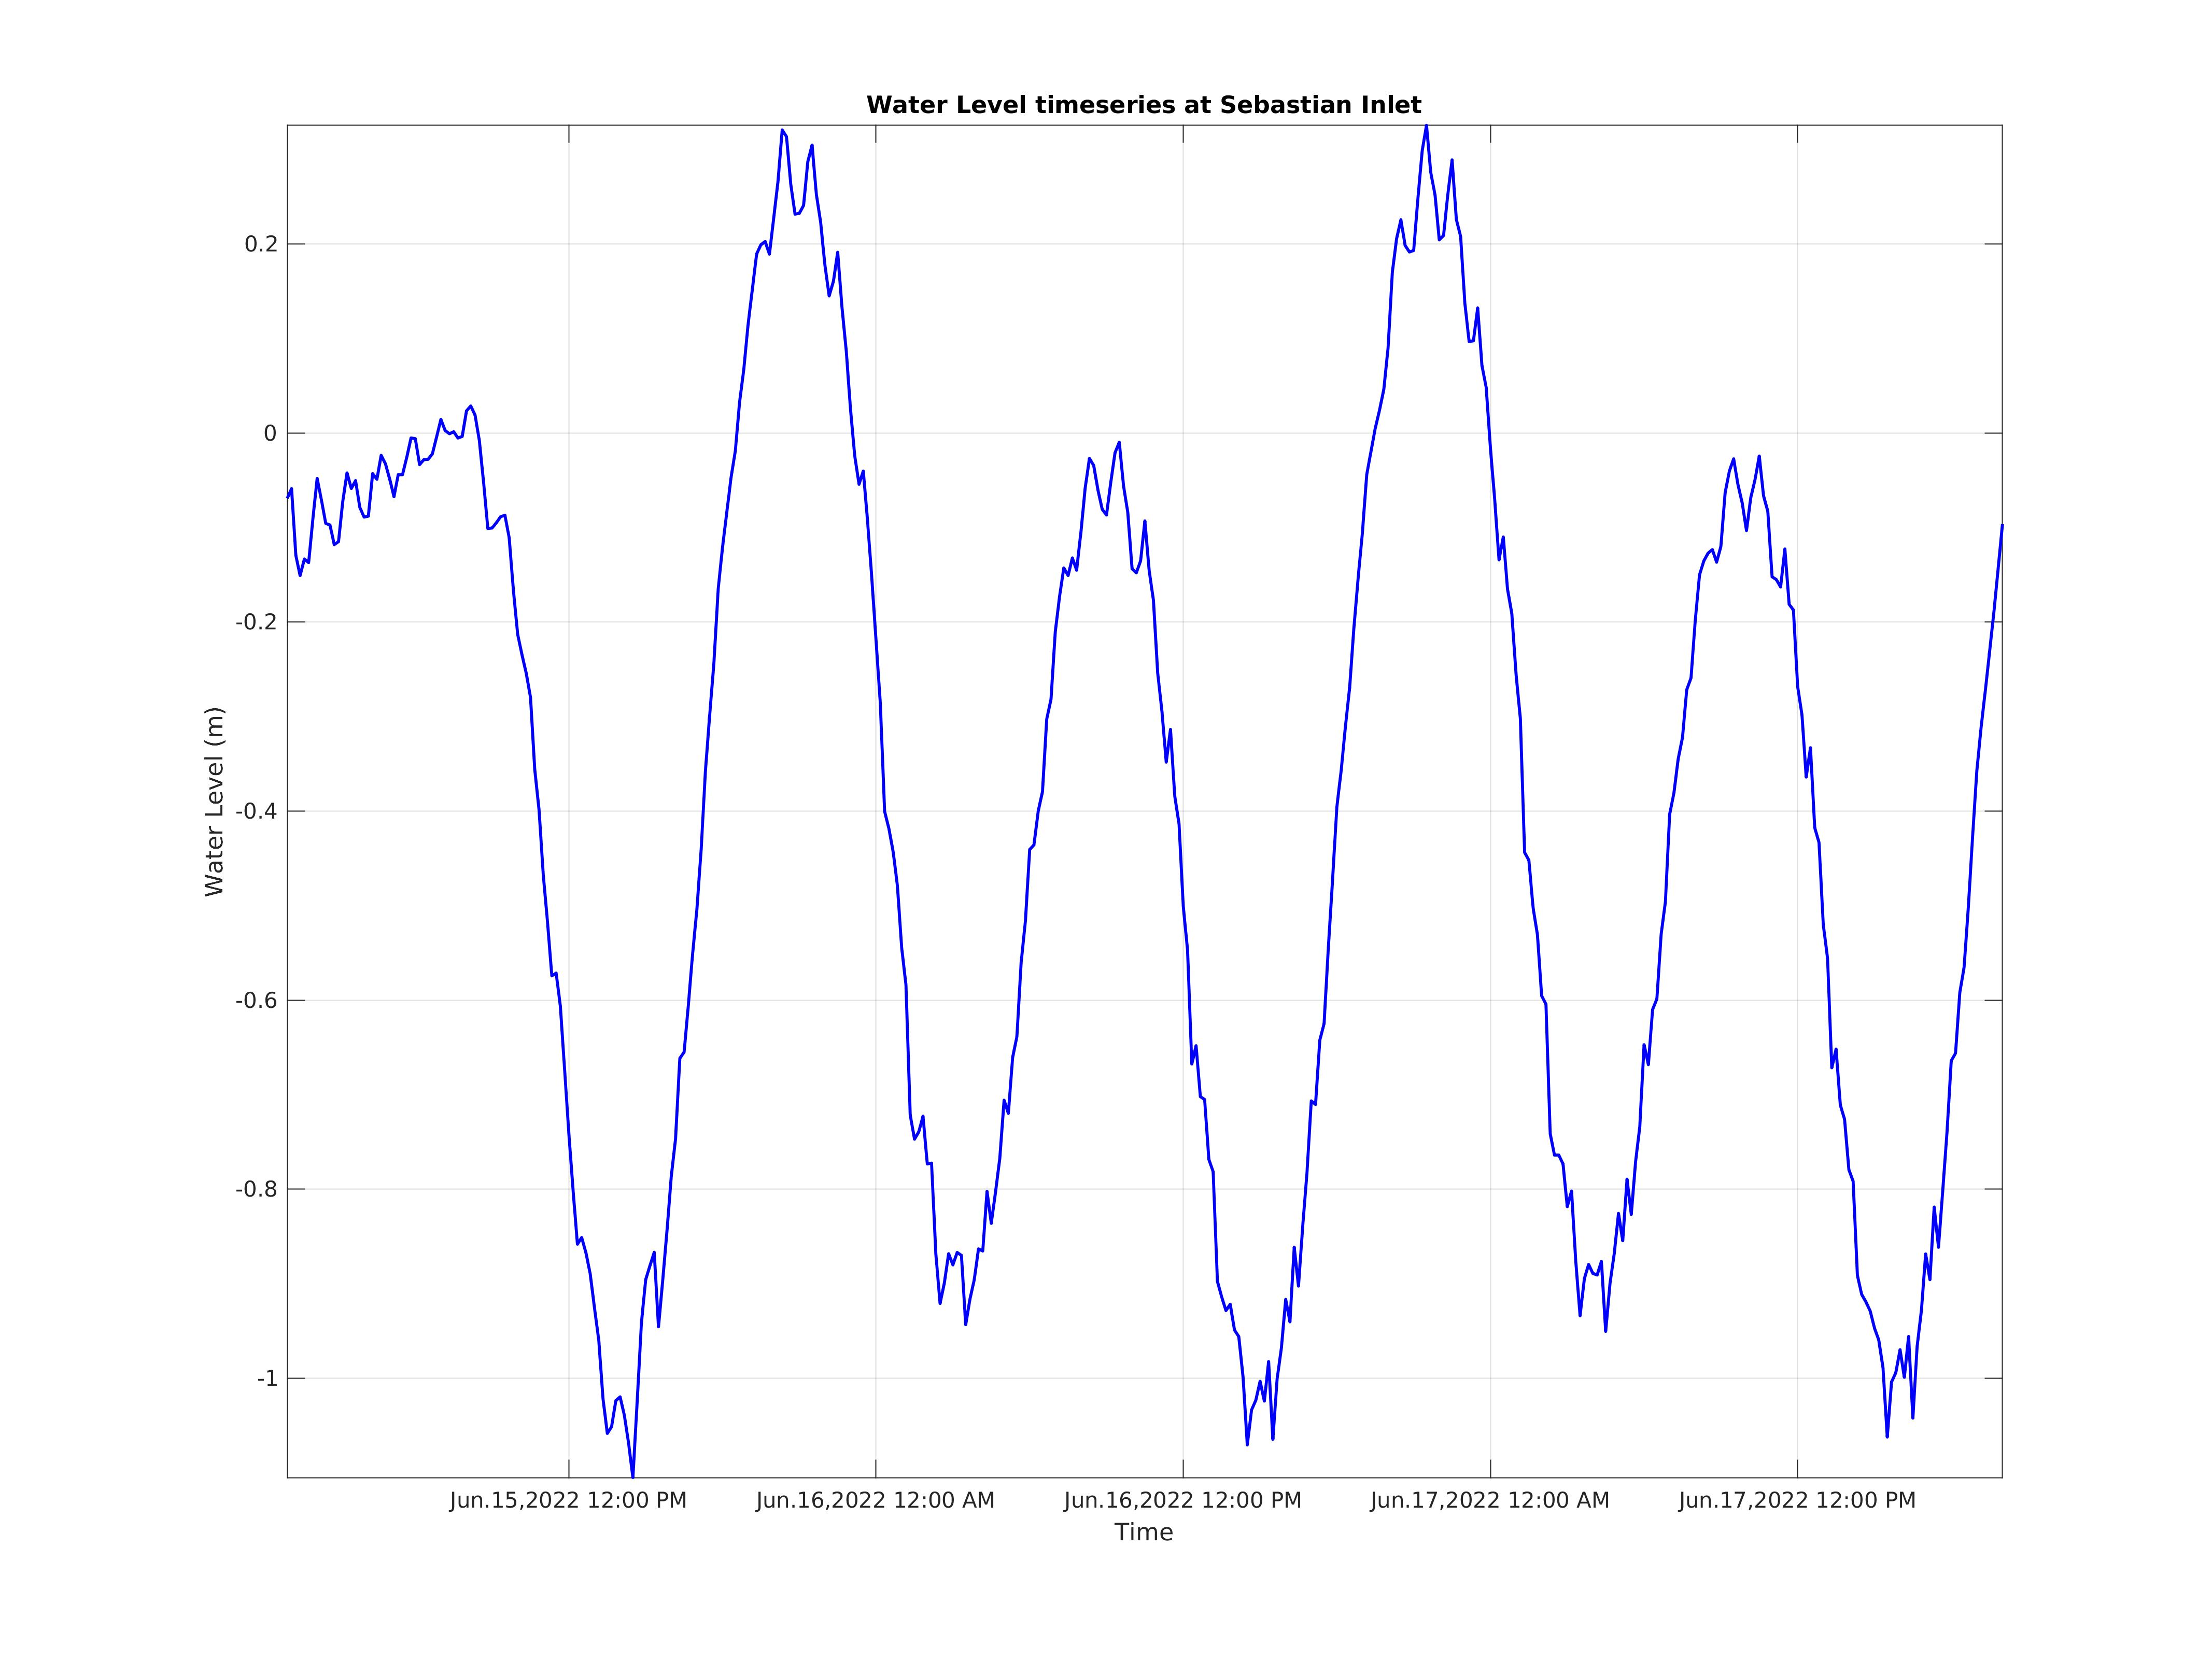 Water Level timeseries at Sebastian Inlet
0.2
0
-0.2
-0.4
-0.6
-0.8
-1
Water Level (m)
Jun.15,2022 12:00 PM Jun.16,2022 12:00 AM Jun.16,2022 12:00 PM Jun.17,2022 12:00 AM Jun.17,2022 12:00 PM
Time